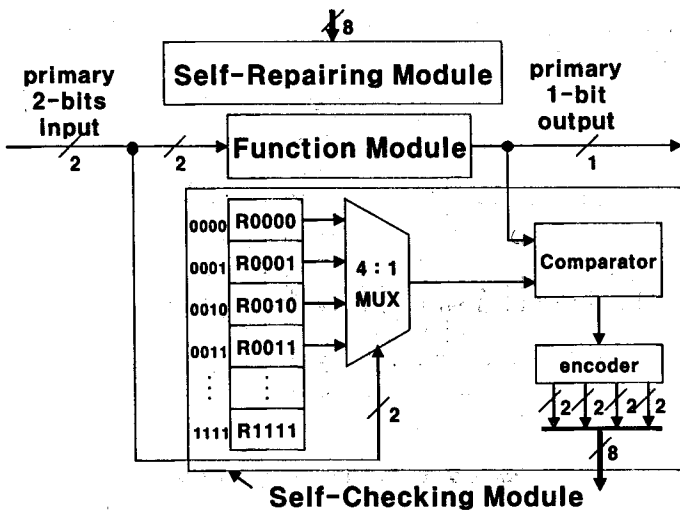 8
Self-Repairing Module
primary
2-bits
input
primary
1-bit
output
2
2
Function Module
1
0000 R0000
0001 R0001
0010 R0010
0011 R0011
⋮ ⋮
1111 R1111
4 : 1
MUX
2
Comparator
encoder
2 2 2 2
8
Self-Checking Module